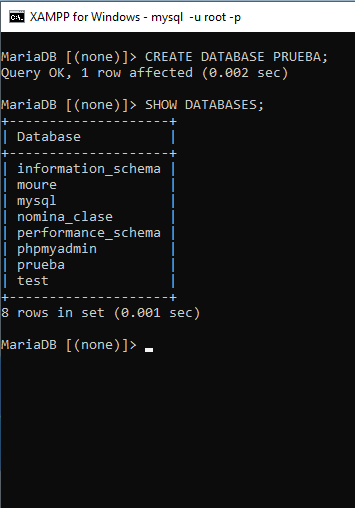 XAMPP for Windows - mysql -u root -p
MariaDB [(none)]> CREATE DATABASE PRUEBA;
Query OK, 1 row affected (0.002 sec)
MariaDB [(none)]> SHOW DATABASES;
+--------------------+
| Database           |
+--------------------+
| information_schema |
| moure              |
| mysql              |
| nomina_clase       |
| performance_schema |
| phpmyadmin         |
| prueba             |
| test               |
+--------------------+
8 rows in set (0.001 sec)
MariaDB [(none)]>